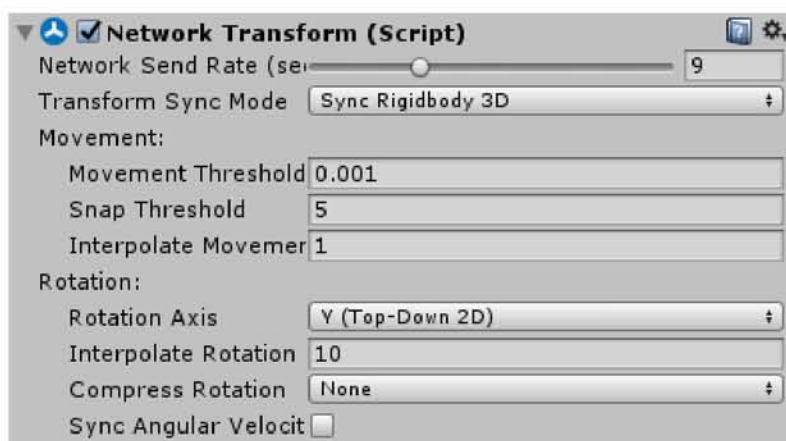 Network Transform (Script)
Network Send Rate (se 9
Transform Sync Mode Sync Rigidbody 3D
Movement:
Movement Threshold 0.001
Snap Threshold 5
Interpolate Movemer 1
Rotation:
Rotation Axis Y (Top-Down 2D)
Interpolate Rotation 10
Compress Rotation None
Sync Angular Velocit